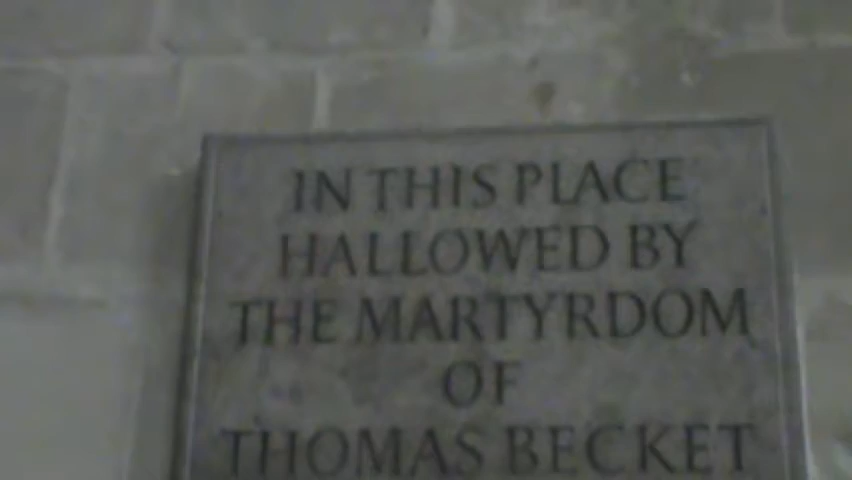 IN THIS PLACE
HALLOWED BY
THE MARTYRDOM
OF
THOMAS BECKET